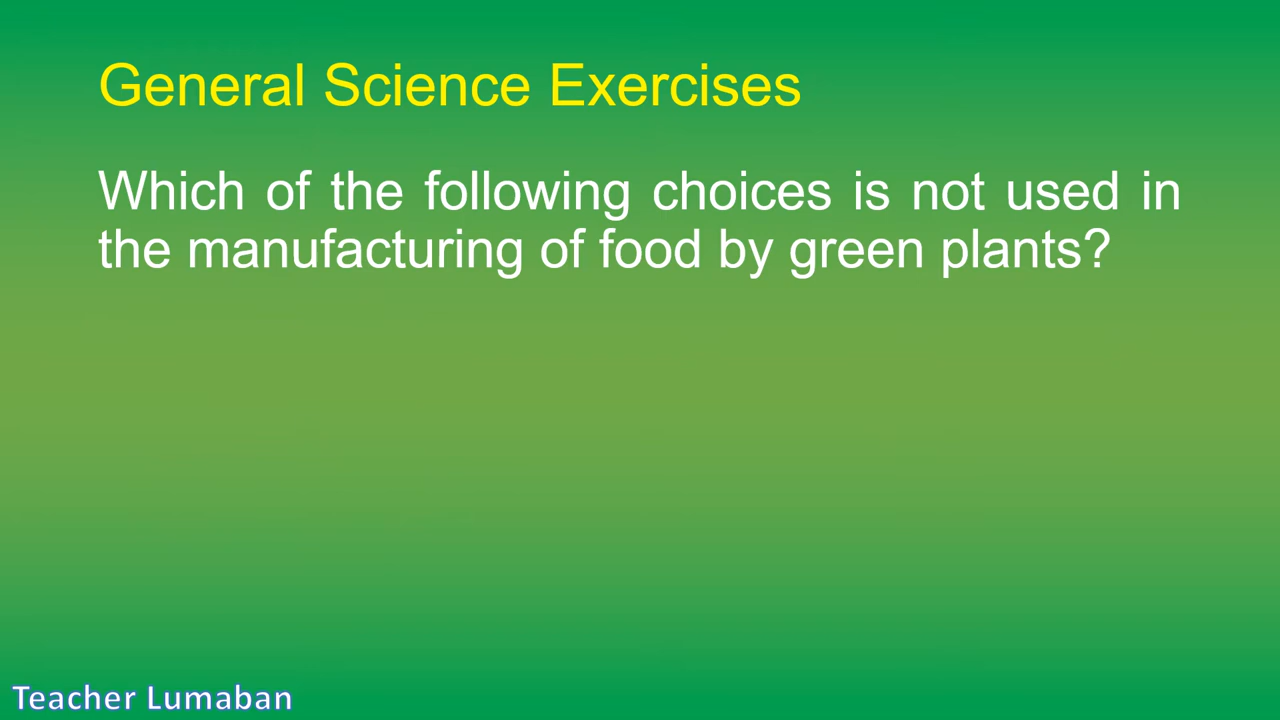 General Science Exercises
Which of the following choices is not used in
the manufacturing of food by green plants?
Teacher Lumaban